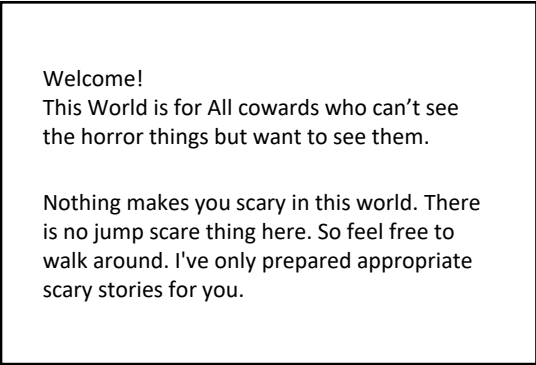 Welcome!
This World is for All cowards who can’t see
the horror things but want to see them.
Nothing makes you scary in this world. There
is no jump scare thing here. So feel free to
walk around. I've only prepared appropriate
scary stories for you.